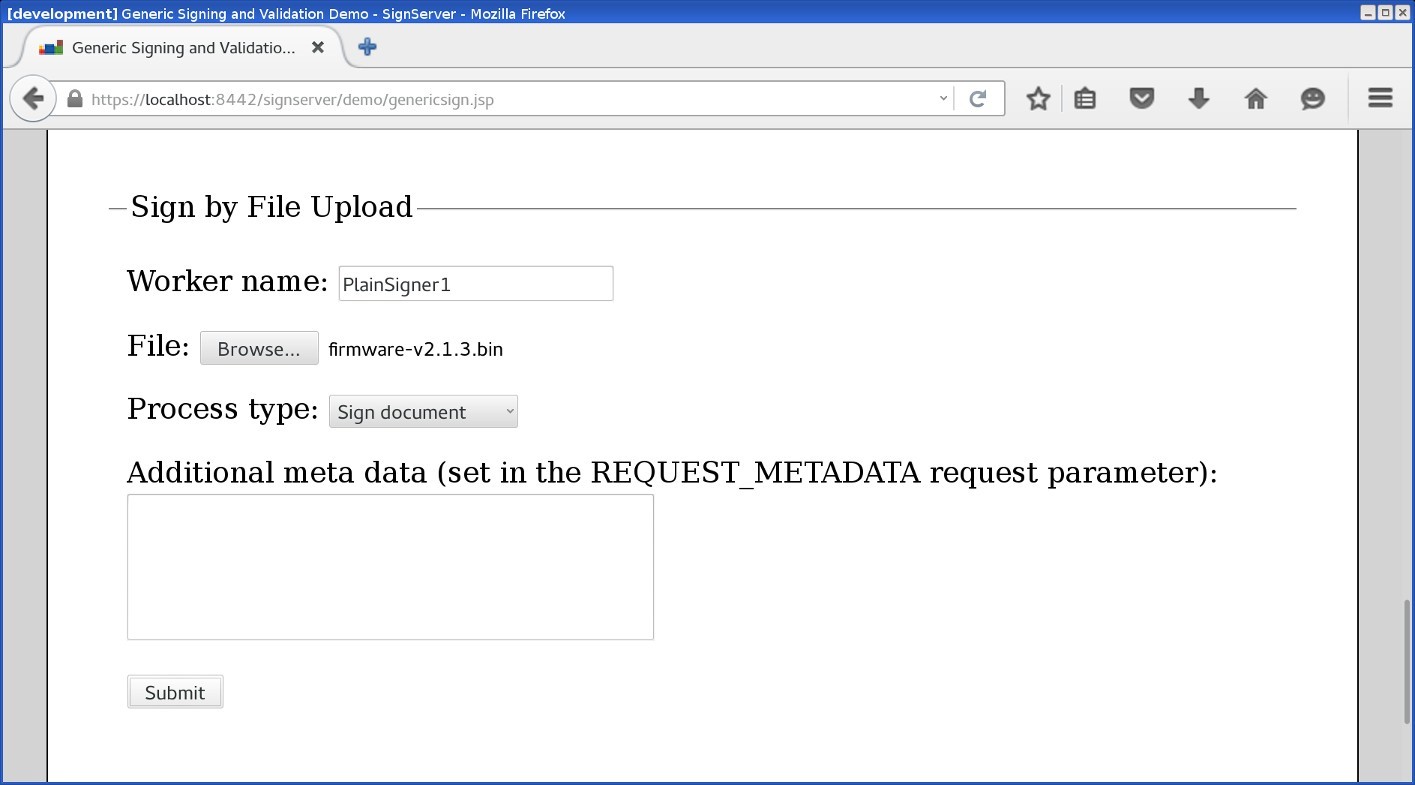 [development] Generic Signing and Validation Demo - SignServer - Mozilla Firefox
Generic Signing and Validatio...
https://localhost:8442/signserver/demo/genericsign.jsp
Sign by File Upload
Worker name: PlainSigner1
File: Browse... firmware-v2.1.3.bin
Process type: Sign document
Additional meta data (set in the REQUEST_METADATA request parameter):
Submit